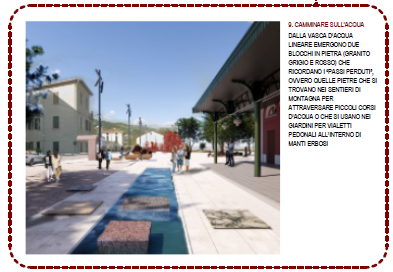 9. CAMMINARE SULL'ACQUA
DALLA VASCA D'ACQUA
LINEARE EMERGONO DUE
BLOCCHI IN PIETRA (GRANITO
GRIGIO E ROSSO) CHE
RICORDANO I "PASSI PERDUTI",
OVVERO QUELLE PIETRE CHE SI
TROVANO NEI SENTIERI DI
MONTAGNA PER
ATTRAVERSARE PICCOLI CORSI
D'ACQUA O CHE SI USANO NEI
GIARDINI PER VIALETTI
PEDONALI ALL'INTERNO DI
MANTI ERBOSI